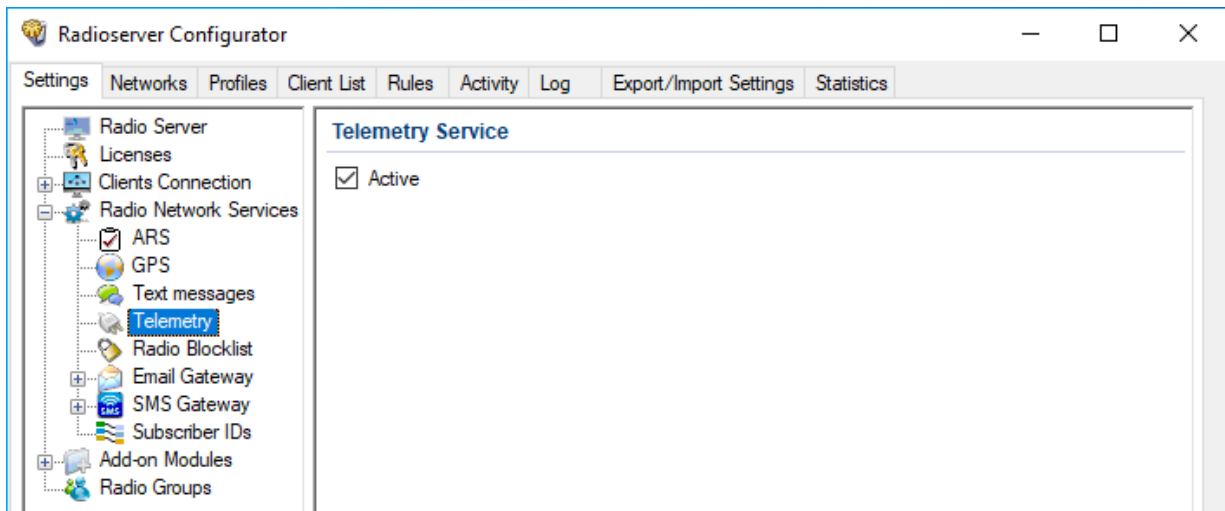 Radioserver Configurator
Settings Networks Profiles Client List Rules Activity Log Export/Import Settings Statistics
Radio Server
Licenses
Clients Connection
Radio Network Services
ARS
GPS
Text messages
Telemetry
Radio Blocklist
Email Gateway
SMS
SMS Gateway
Subscriber IDs
Add-on Modules
Radio Groups
Telemetry Service
Active